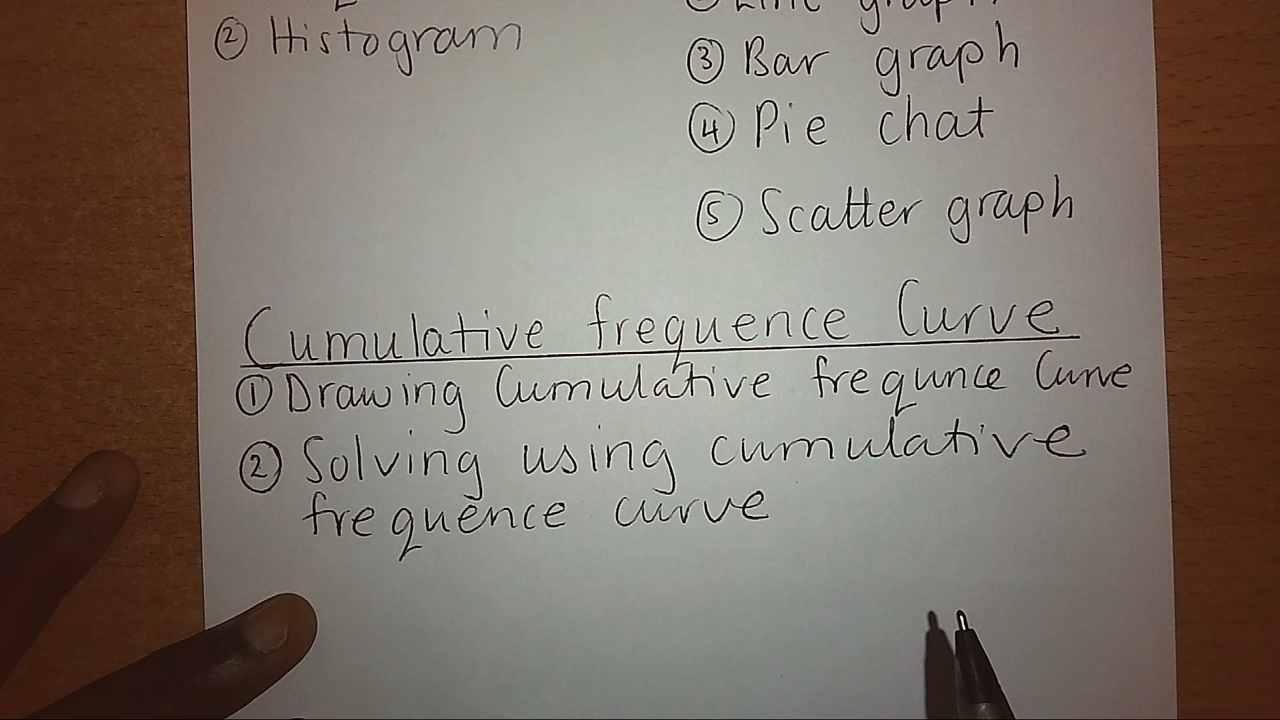 ② Histogram
graph
③ Bar graph
④ Pie chat
⑤ Scatter graph
Cumulative frequence Curve
① Drawing Cumulative frequnce Curve
② Solving using cumulative
frequence curve